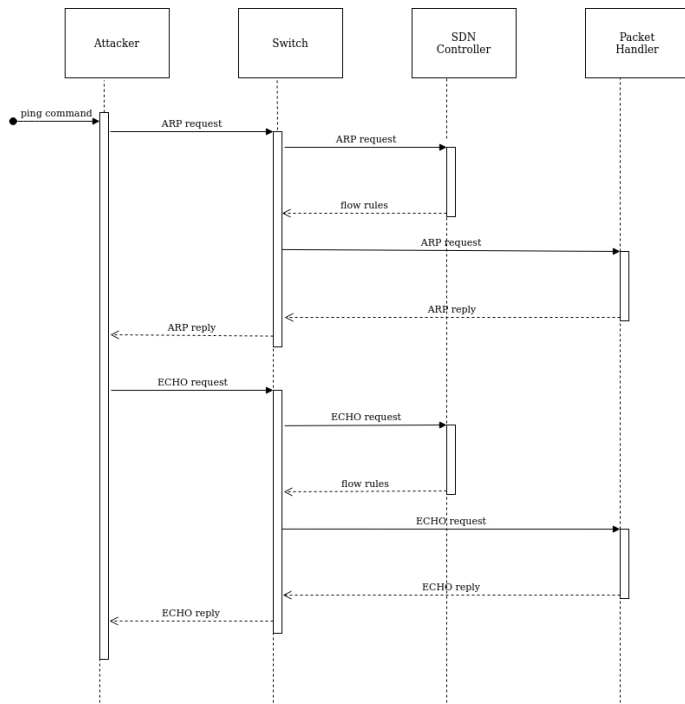 Attacker
Switch
SDN
Controller
Packet
Handler
ping command
ARP request
ARP request
flow rules
ARP request
ARP reply
ARP reply
ECHO request
ECHO request
flow rules
ECHO request
ECHO reply
ECHO reply